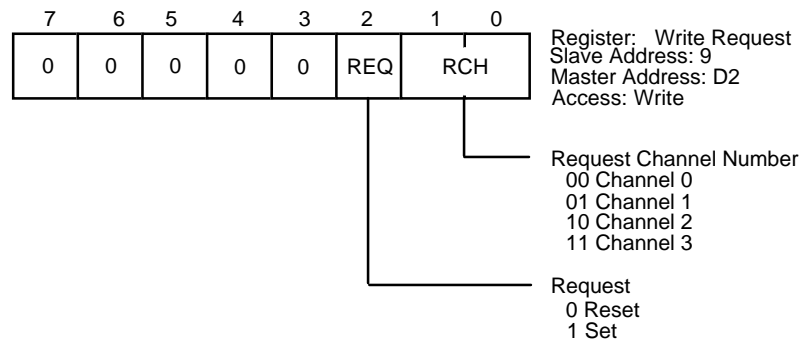 7 6 5 4 3 2 1 0
0 0 0 0 0 REQ RCH
Register: Write Request
Slave Address: 9
Master Address: D2
Access: Write
Request Channel Number
00 Channel 0
01 Channel 1
10 Channel 2
11 Channel 3
Request
0 Reset
1 Set